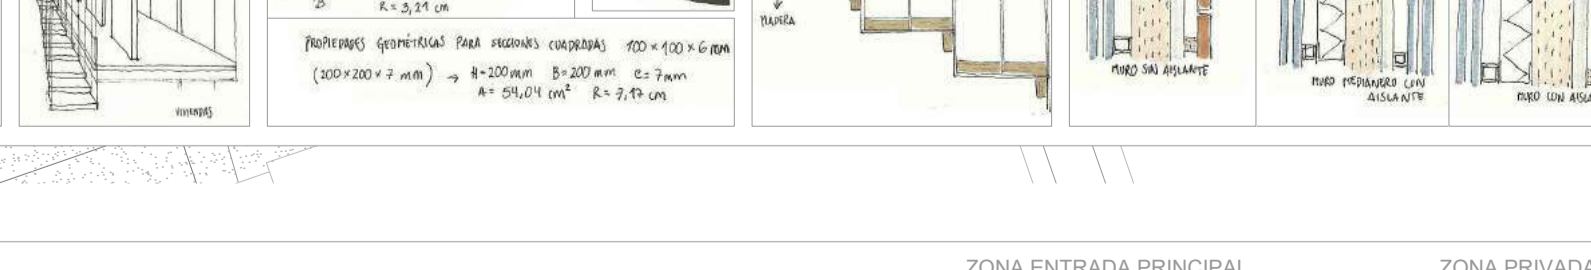 B R = 3,21 cm
PROPIEDADES GEOMÉTRICAS PARA SECCIONES CUADRADAS 100 × 100 × 6 mm
(200 × 200 × 7 mm) → H=200 mm B=200 mm e=7mm
A= 54,04 cm² R= 7,17 cm
VIVIENDAS
MADERA
MURO SIN AISLANTE
MURO MEDIANERO CON
AISLANTE
MURO CON AISLA
ZONA ENTRADA PRINCIPAL
ZONA PRIVADA